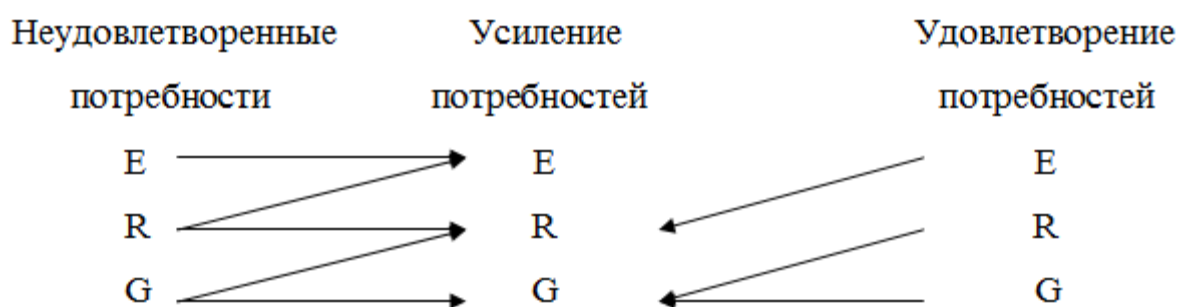 Неудовлетворенные Усиление Удовлетворение
потребности потребностей потребностей
E E E
R R R
G G G